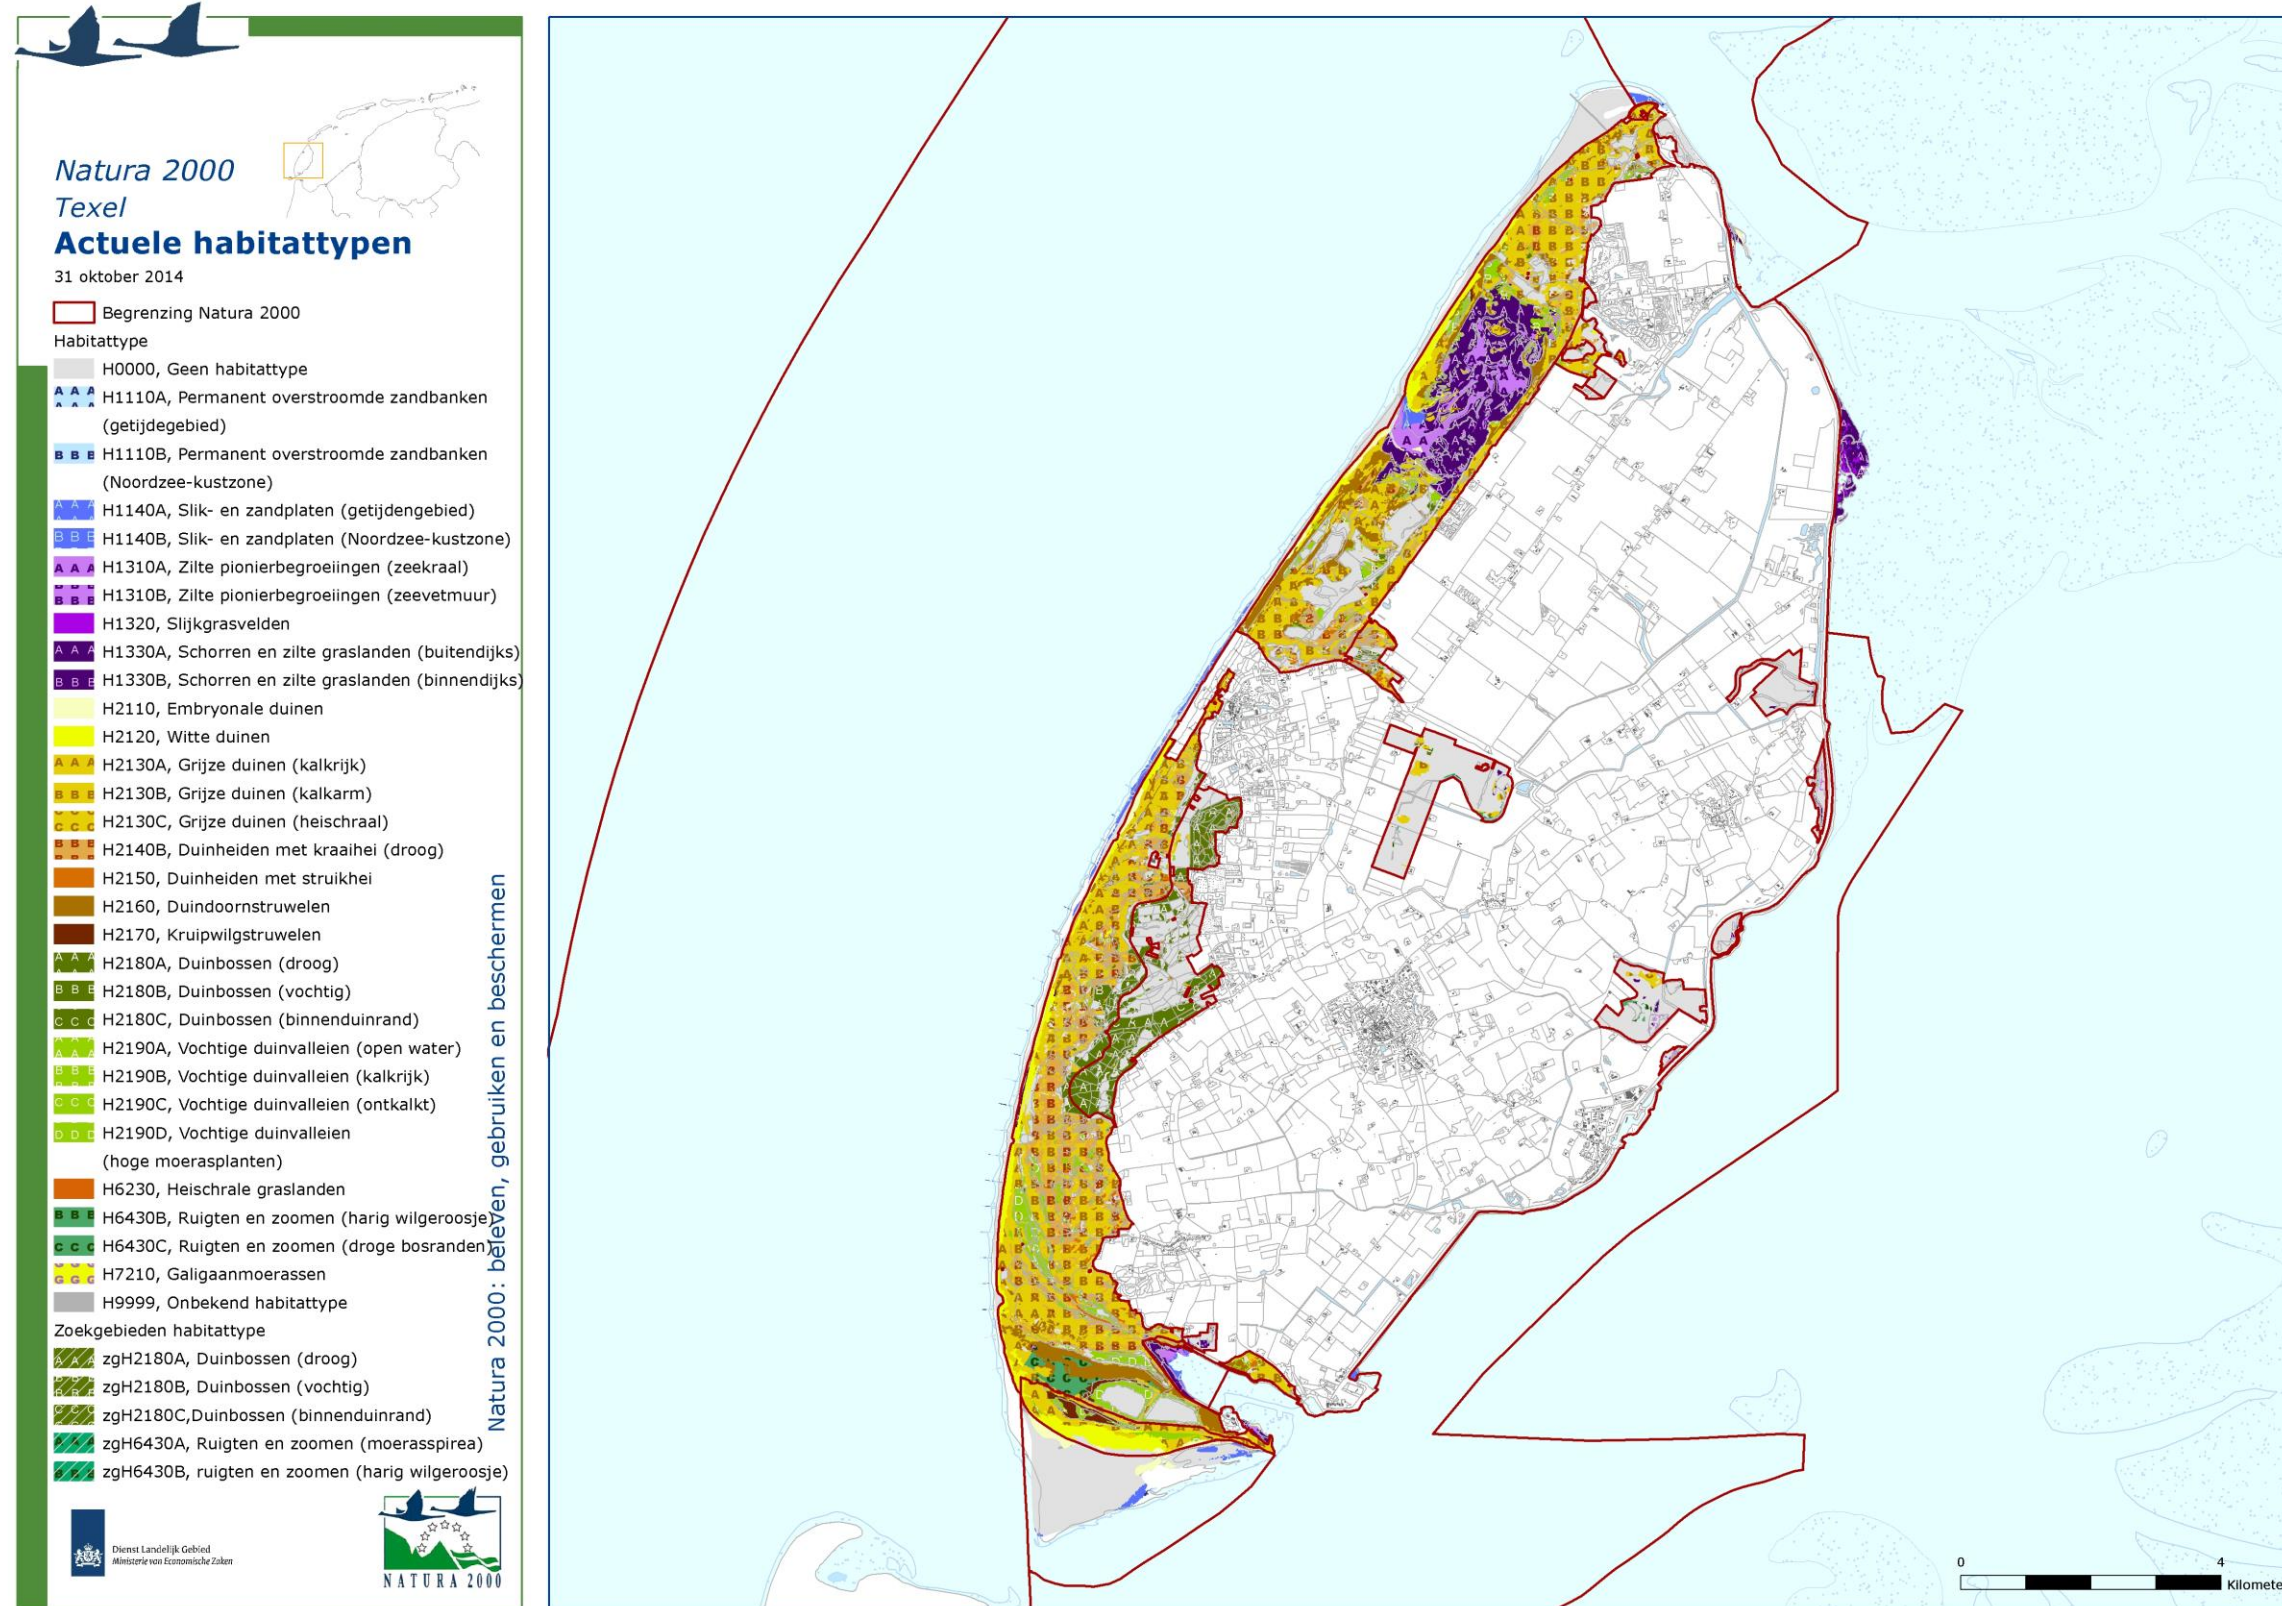 Natura 2000
Texel
Actuele habitattypen
31 oktober 2014
Begrenzing Natura 2000
Habitattype
H0000, Geen habitattype
A A A H1110A, Permanent overstroomde zandbanken
(getijdegebied)
B B B H1110B, Permanent overstroomde zandbanken
(Noordzee-kustzone)
A A A H1140A, Slik- en zandplaten (getijdengebied)
B B B H1140B, Slik- en zandplaten (Noordzee-kustzone)
A A A H1310A, Zilte pionierbegroeiingen (zeekraal)
B B B H1310B, Zilte pionierbegroeiingen (zeevetmuur)
H1320, Slijkgrasvelden
A A A H1330A, Schorren en zilte graslanden (buitendijks)
B B B H1330B, Schorren en zilte graslanden (binnendijks)
H2110, Embryonale duinen
H2120, Witte duinen
A A A H2130A, Grijze duinen (kalkrijk)
B B B H2130B, Grijze duinen (kalkarm)
C C C H2130C, Grijze duinen (heischraal)
B B B H2140B, Duinheiden met kraaihei (droog)
H2150, Duinheiden met struikhei
H2160, Duindoornstruwelen
H2170, Kruipwilgstruwelen
A A A H2180A, Duinbossen (droog)
B B B H2180B, Duinbossen (vochtig)
C C C H2180C, Duinbossen (binnenduinrand)
A A A H2190A, Vochtige duinvalleien (open water)
B B B H2190B, Vochtige duinvalleien (kalkrijk)
C C C H2190C, Vochtige duinvalleien (ontkalkt)
D D D H2190D, Vochtige duinvalleien
(hoge moerasplanten)
H6230, Heischrale graslanden
B B B H6430B, Ruigten en zoomen (harig wilgeroosje)
C C C H6430C, Ruigten en zoomen (droge bosranden)
G G G H7210, Galigaanmoerassen
H9999, Onbekend habitattype
Zoekgebieden habitattype
A A A zgH2180A, Duinbossen (droog)
B B B zgH2180B, Duinbossen (vochtig)
C C C zgH2180C,Duinbossen (binnenduinrand)
A A A zgH6430A, Ruigten en zoomen (moerasspirea)
B B B zgH6430B, ruigten en zoomen (harig wilgeroosje)
Natura 2000: beleven, gebruiken en beschermen
Dienst Landelijk Gebied
Ministerie van Economische Zaken
NATURA 2000
0 4
Kilomete